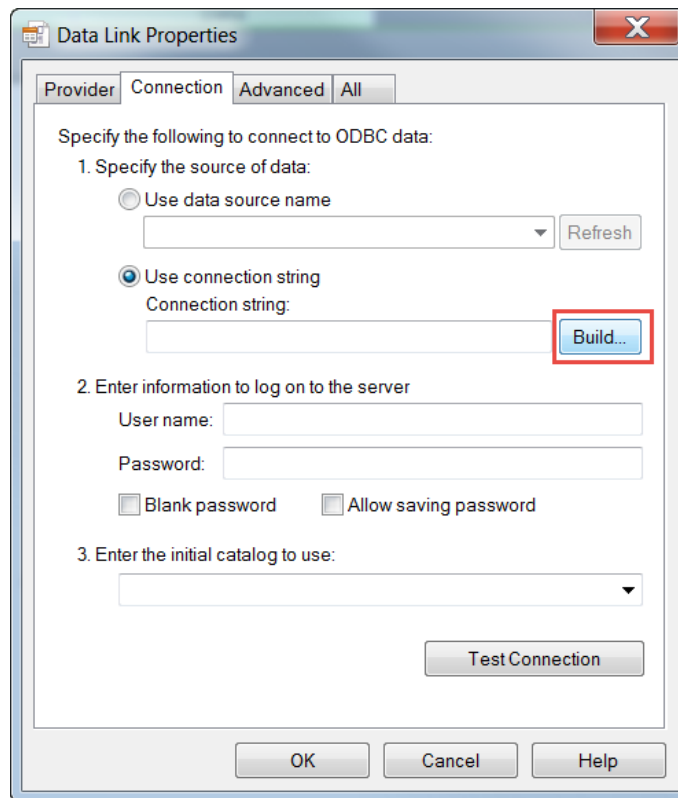 Data Link Properties
Provider Connection Advanced All
Specify the following to connect to ODBC data:
1. Specify the source of data:
Use data source name
Refresh
Use connection string
Connection string:
Build...
2. Enter information to log on to the server
User name:
Password:
Blank password Allow saving password
3. Enter the initial catalog to use:
Test Connection
OK Cancel Help